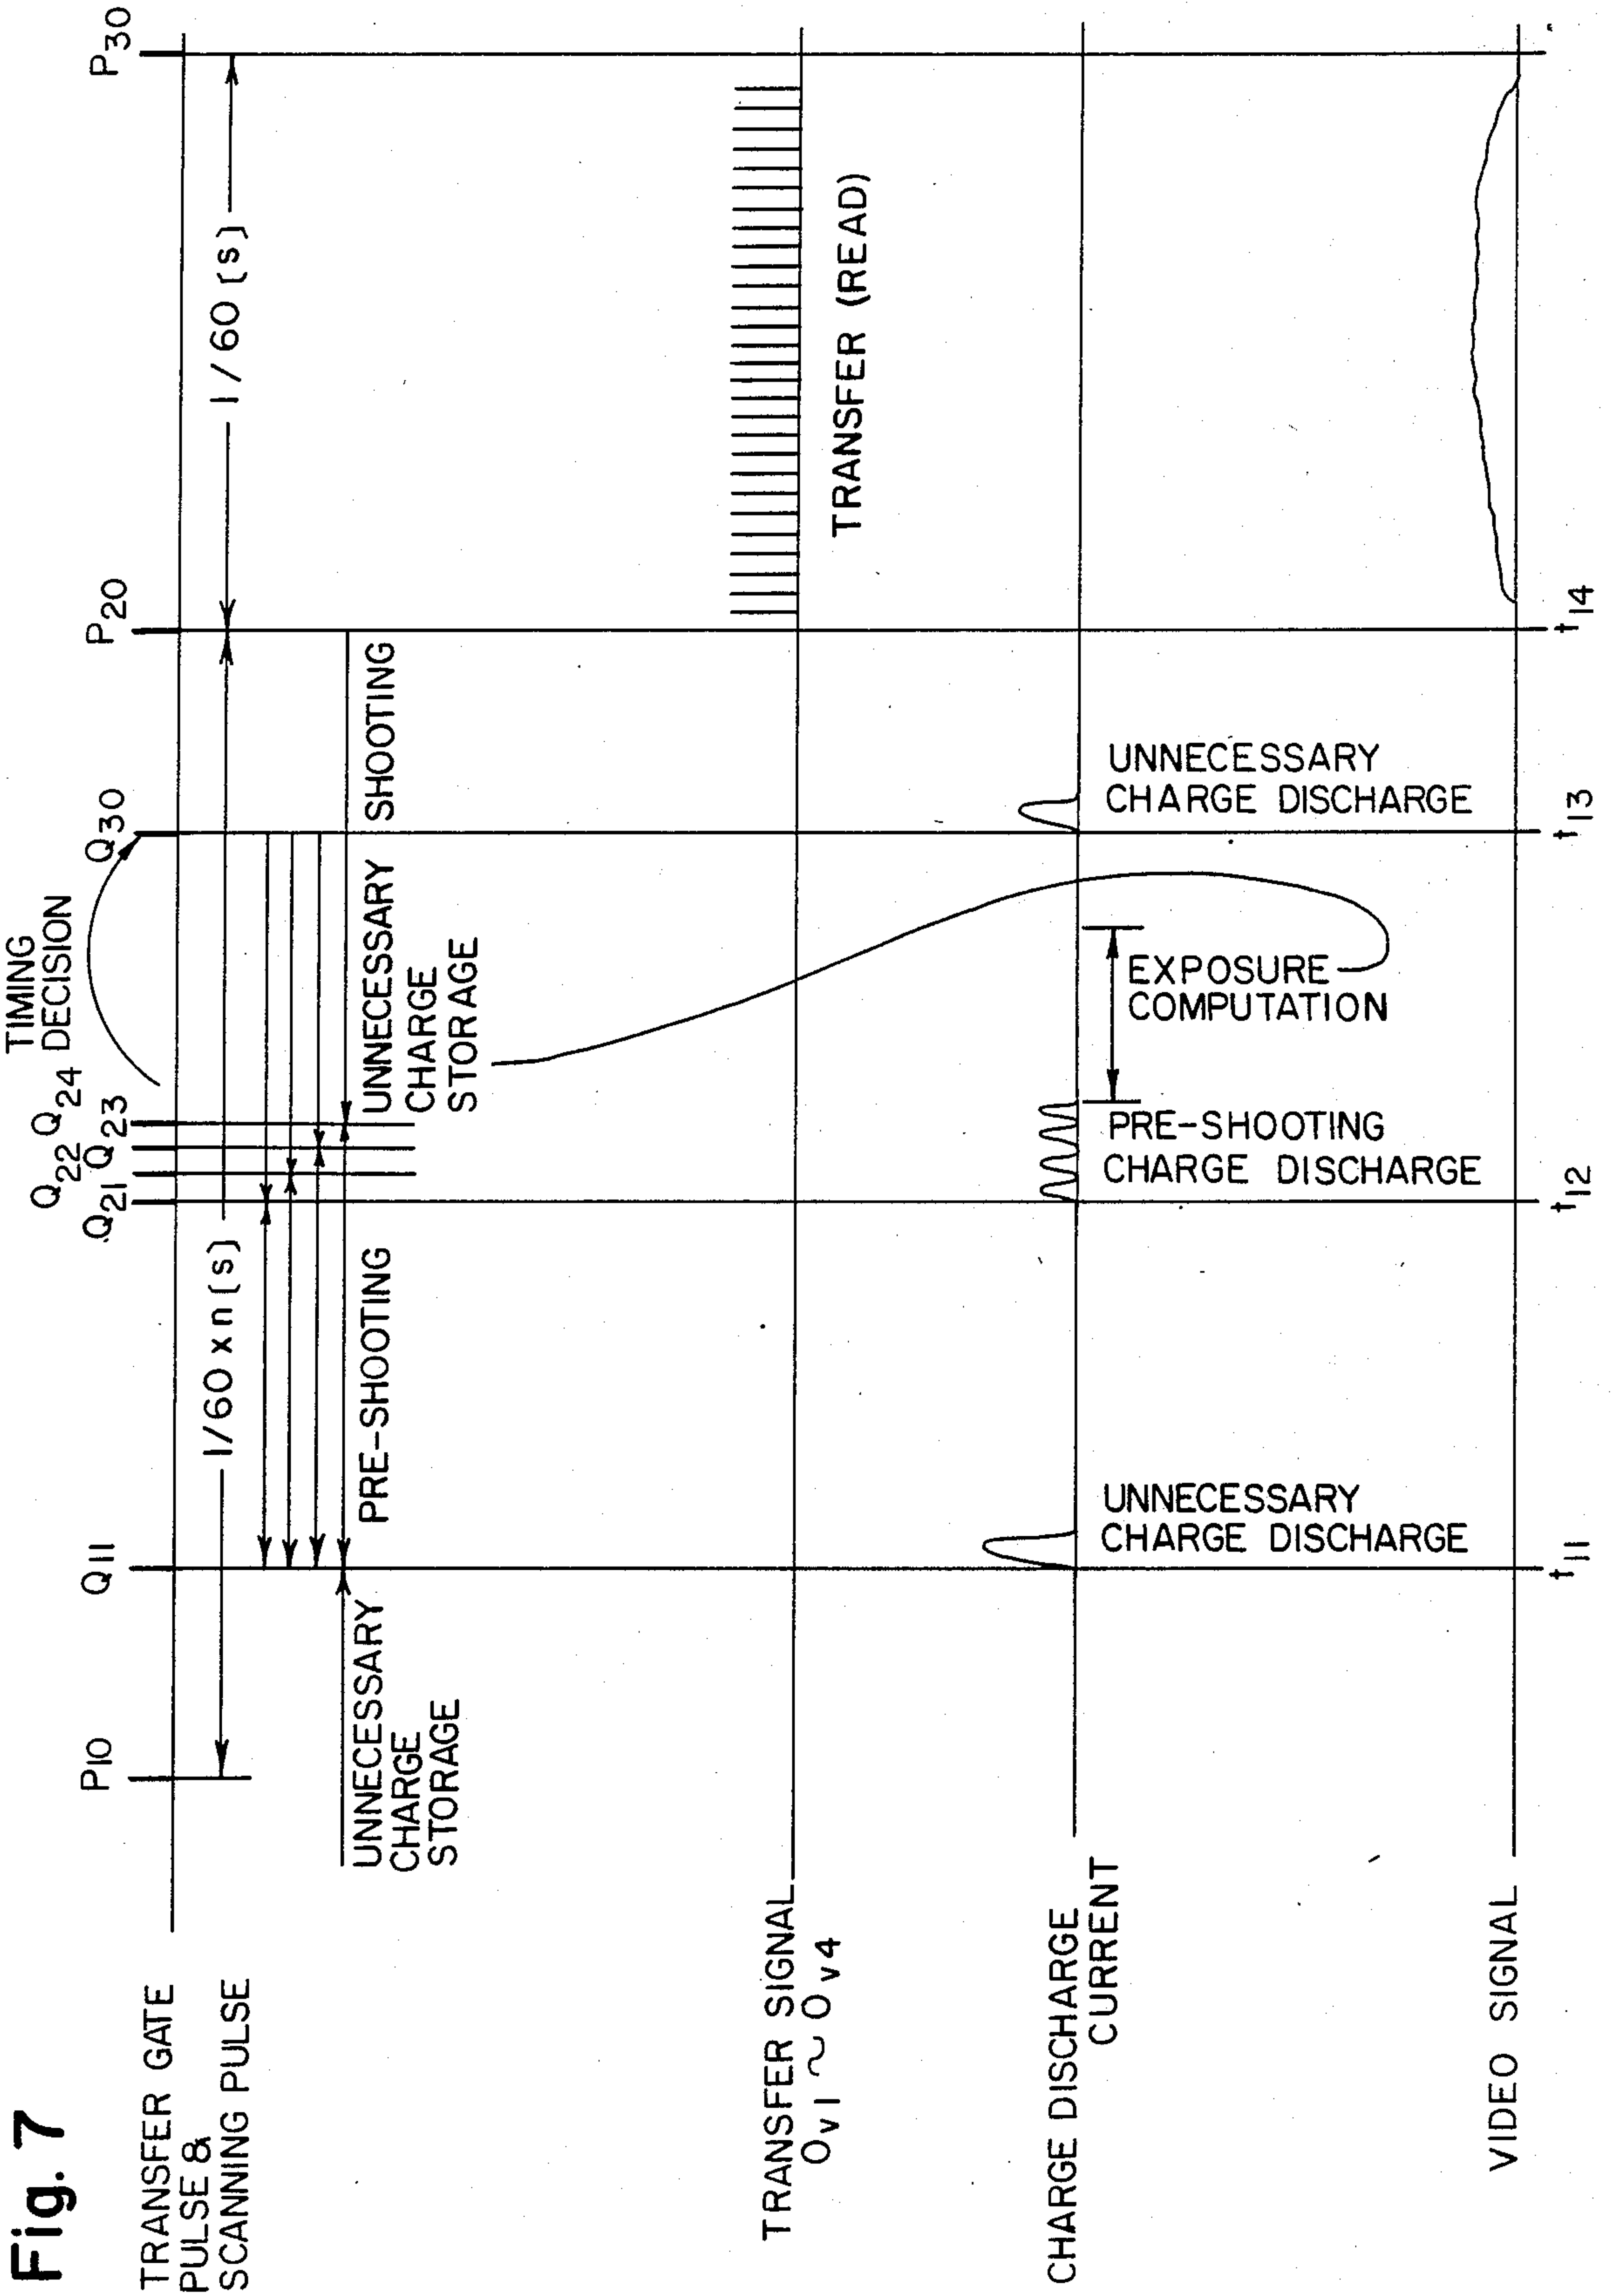 Fig. 7
TRANSFER GATE
PULSE &
SCANNING PULSE
P10
Q11
Q21
Q22
Q23
Q24
TIMING
DECISION
Q30
P20
P30
1/60 x n (s)
1/60 (s)
UNNECESSARY
CHARGE
STORAGE
PRE-SHOOTING
UNNECESSARY
CHARGE
STORAGE
SHOOTING
TRANSFER SIGNAL
Ov1 ~ Ov4
TRANSFER (READ)
CHARGE DISCHARGE
CURRENT
UNNECESSARY
CHARGE DISCHARGE
PRE-SHOOTING
CHARGE DISCHARGE
EXPOSURE
COMPUTATION
UNNECESSARY
CHARGE DISCHARGE
VIDEO SIGNAL
t11
t12
t13
t14